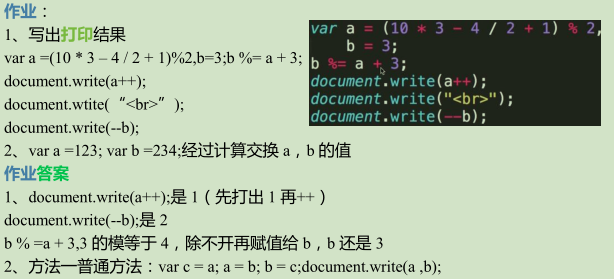 作业：
1、写出打印结果
var a =(10 * 3 – 4 / 2 + 1)%2,b=3;b %= a + 3;
document.write(a++);
document.wtite(“<br>”);
document.write(--b);
2、var a =123; var b =234;经过计算交换 a，b 的值
var a = (10 * 3 - 4 / 2 + 1) % 2,
b = 3;
b %= a + 3;
document.write(a++);
document.write("<br>");
document.write(--b);
作业答案
1、document.write(a++);是 1（先打出 1 再++）
document.write(--b);是 2
b % =a + 3,3 的模等于 4，除不开再赋值给 b，b 还是 3
2、方法一普通方法：var c = a; a = b; b = c;document.write(a ,b);